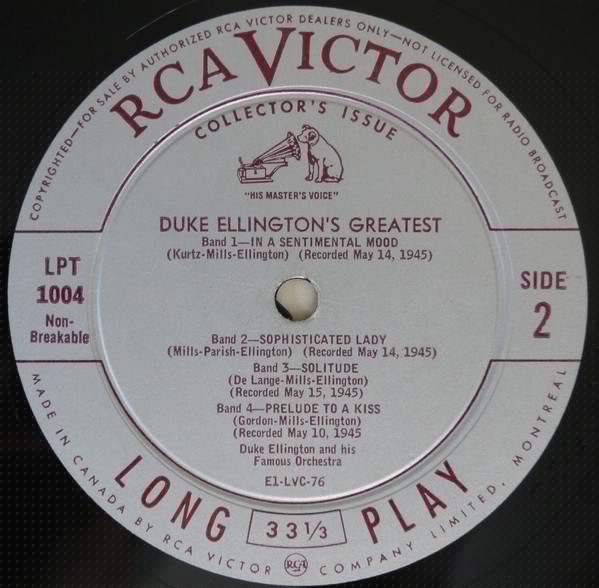 COPYRIGHTED—FOR SALE BY AUTHORIZED RCA VICTOR DEALERS ONLY—NOT LICENSED FOR RADIO BROADCAST
RCA VICTOR
COLLECTOR'S ISSUE
"HIS MASTER'S VOICE"
DUKE ELLINGTON'S GREATEST
Band 1—IN A SENTIMENTAL MOOD
(Kurtz-Mills-Ellington) (Recorded May 14, 1945)
LPT
1004
Non-
Breakable
SIDE
2
Band 2—SOPHISTICATED LADY
(Mills-Parish-Ellington) (Recorded May 14, 1945)
Band 3—SOLITUDE
(De Lange-Mills-Ellington)
(Recorded May 15, 1945)
Band 4—PRELUDE TO A KISS
(Gordon-Mills-Ellington)
(Recorded May 10, 1945
Duke Ellington and his
Famous Orchestra
E1-LVC-76
LONG 33 1/3 PLAY
MADE IN CANADA BY RCA VICTOR RCA COMPANY LIMITED, MONTREAL